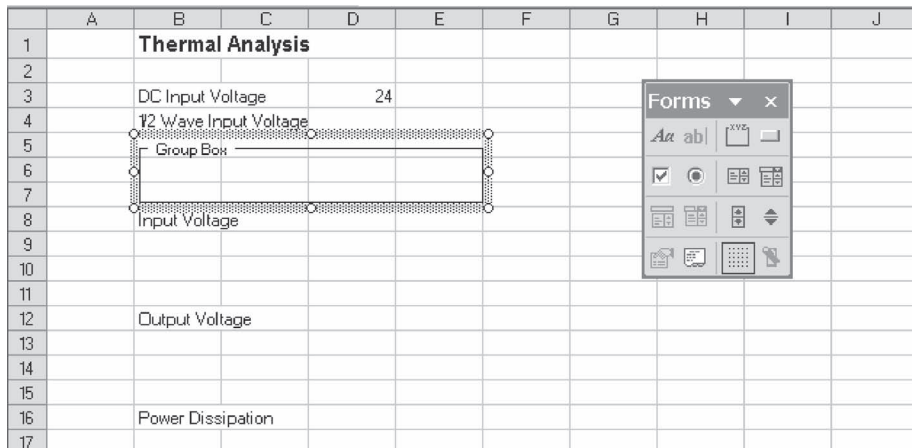 A B C D E F G H I J
1 Thermal Analysis
2
3 DC Input Voltage 24
4 1/2 Wave Input Voltage
5 Group Box
6
7
8 Input Voltage
9
10
11
12 Output Voltage
13
14
15
16 Power Dissipation
17
Forms
Aa ab|
XYZ